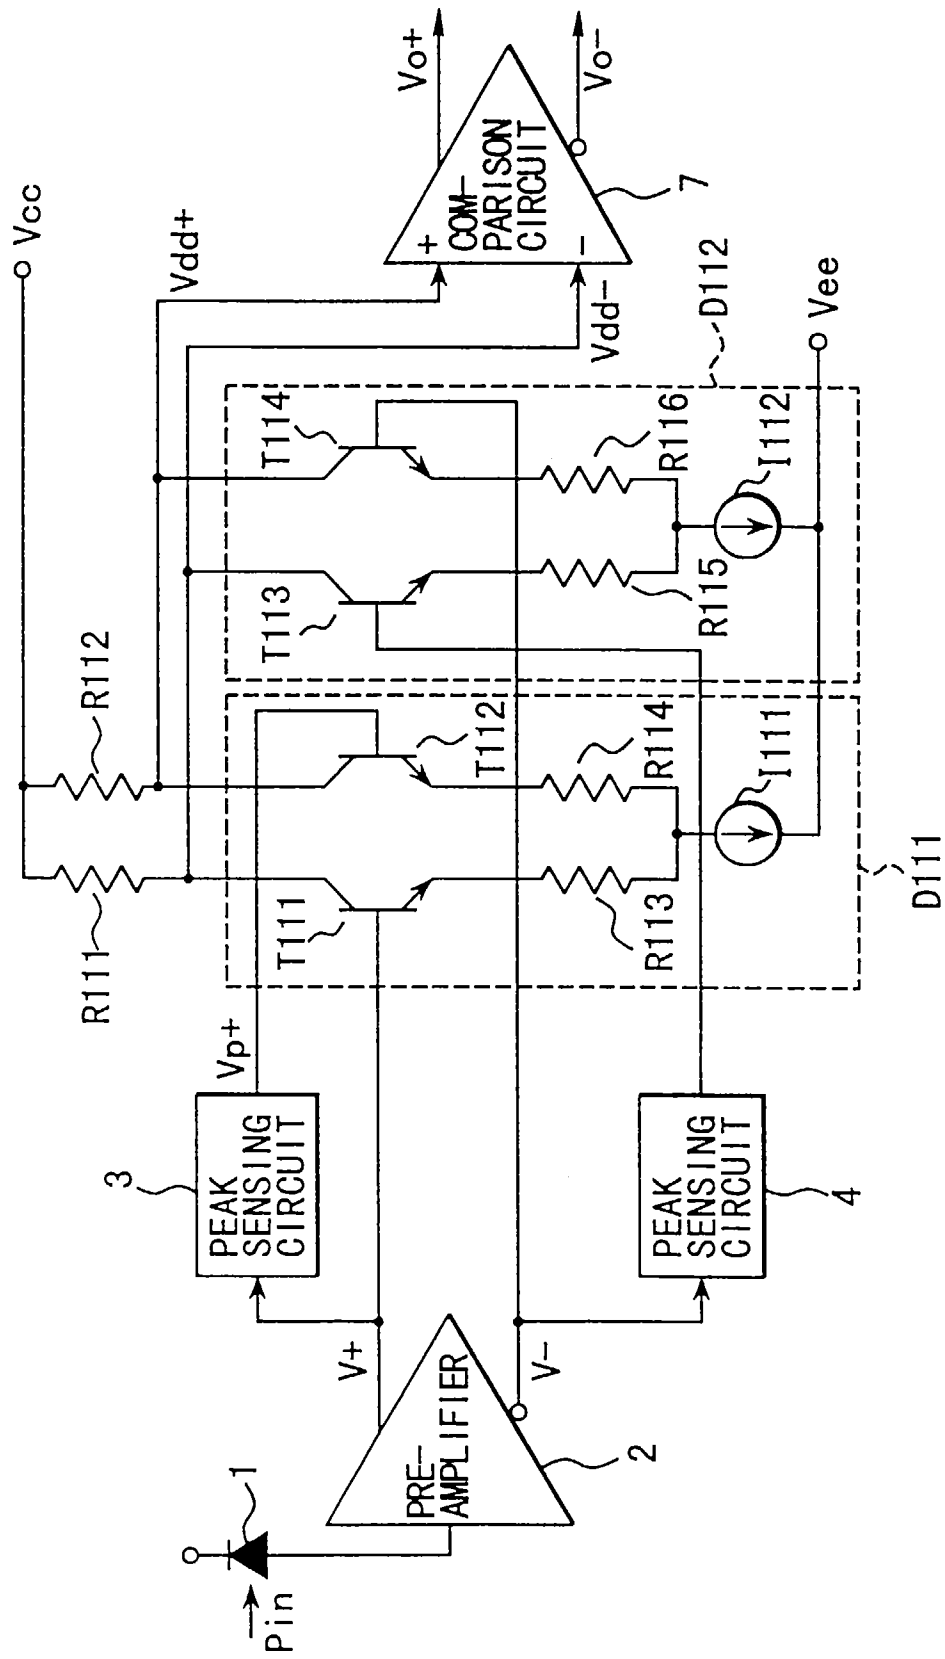 Pin
1
PRE-
AMPLIFIER
2
V+
V-
3
PEAK
SENSING
CIRCUIT
Vp+
PEAK
SENSING
CIRCUIT
4
R111
R112
Vcc
T111
T112
R113
R114
I111
D111
T113
T114
R115
R116
I112
D112
Vee
Vdd+
Vdd-
+
-
COM-
PARISON
CIRCUIT
7
Vo+
Vo-